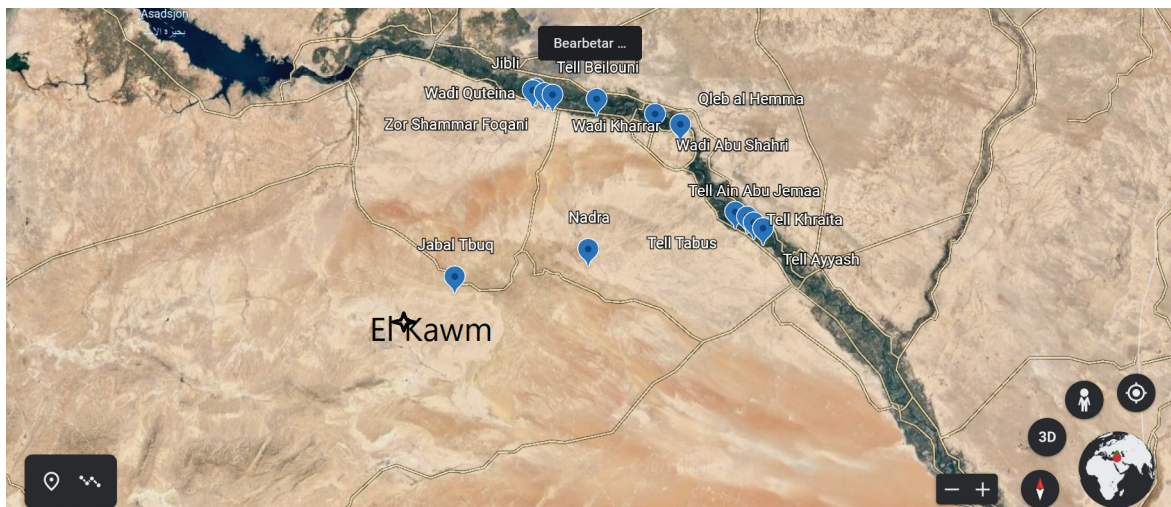 Asadsjön
بحيرة الأسد
Bearbetar ...
Jibli
Tell Beilouni
Wadi Quteina
Qleb al Hemma
Zor Shammar Foqani
Wadi Kharrar
Wadi Abu Shahri
Tell Ain Abu Jemaa
Nadra
Tell Khraita
Jabal Tbuq
Tell Tabus
Tell Ayyash
El Kawm
3D